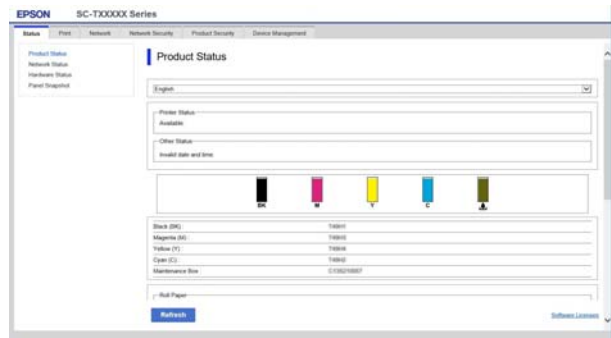 EPSON SC-TXXXXX Series
Status Print Network Network Security Product Security Device Management
Product Status
Network Status
Hardware Status
Panel Snapshot
Product Status
English
Printer Status
Available
Other Status
Invalid date and time
BK M Y C
Black (BK) :
Magenta (M) :
Yellow (Y) :
Cyan (C) :
Maintenance Box :
Roll Paper
Refresh
Software Licenses